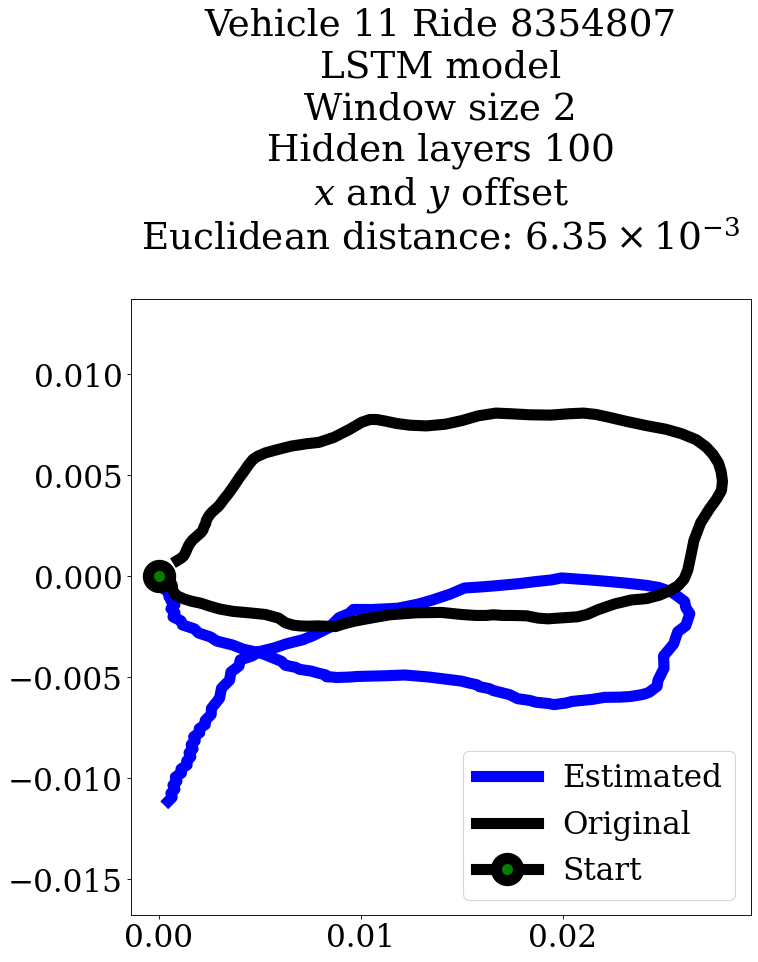 Vehicle 11 Ride 8354807
LSTM model
Window size 2
Hidden layers 100
x and y offset
Euclidean distance: 6.35 × 10⁻³
0.010
0.005
0.000
−0.005
−0.010
−0.015
Estimated
Original
Start
0.00 0.01 0.02